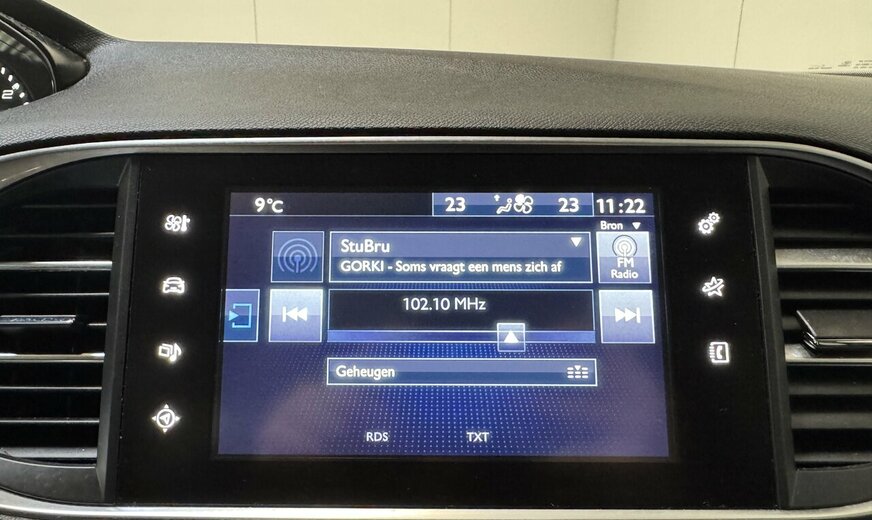 2
9°C
23
23
11:22
Bron
StuBru
GORKI - Soms vraagt een mens zich af
FM
Radio
102.10 MHz
Geheugen
RDS
TXT